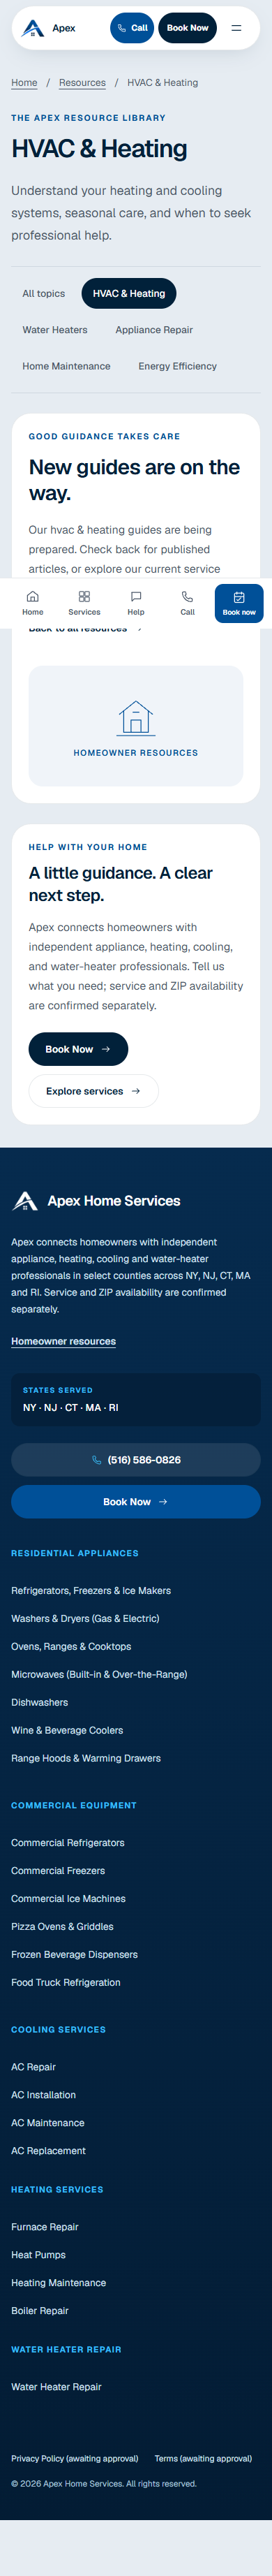 Apex
Call
Book Now
Home / Resources / HVAC & Heating
THE APEX RESOURCE LIBRARY
HVAC & Heating
Understand your heating and cooling
systems, seasonal care, and when to seek
professional help.
All topics
HVAC & Heating
Water Heaters
Appliance Repair
Home Maintenance
Energy Efficiency
GOOD GUIDANCE TAKES CARE
New guides are on the
way.
Our hvac & heating guides are being
prepared. Check back for published
articles, or explore our current service
Home
Services
Help
Call
Book now
Back to all resources
HOMEOWNER RESOURCES
HELP WITH YOUR HOME
A little guidance. A clear
next step.
Apex connects homeowners with
independent appliance, heating, cooling,
and water-heater professionals. Tell us
what you need; service and ZIP availability
are confirmed separately.
Book Now
Explore services
Apex Home Services
Apex connects homeowners with independent
appliance, heating, cooling and water-heater
professionals in select counties across NY, NJ, CT, MA
and RI. Service and ZIP availability are confirmed
separately.
Homeowner resources
STATES SERVED
NY · NJ · CT · MA · RI
(516) 586-0826
Book Now
RESIDENTIAL APPLIANCES
Refrigerators, Freezers & Ice Makers
Washers & Dryers (Gas & Electric)
Ovens, Ranges & Cooktops
Microwaves (Built-in & Over-the-Range)
Dishwashers
Wine & Beverage Coolers
Range Hoods & Warming Drawers
COMMERCIAL EQUIPMENT
Commercial Refrigerators
Commercial Freezers
Commercial Ice Machines
Pizza Ovens & Griddles
Frozen Beverage Dispensers
Food Truck Refrigeration
COOLING SERVICES
AC Repair
AC Installation
AC Maintenance
AC Replacement
HEATING SERVICES
Furnace Repair
Heat Pumps
Heating Maintenance
Boiler Repair
WATER HEATER REPAIR
Water Heater Repair
Privacy Policy (awaiting approval)
Terms (awaiting approval)
© 2026 Apex Home Services. All rights reserved.